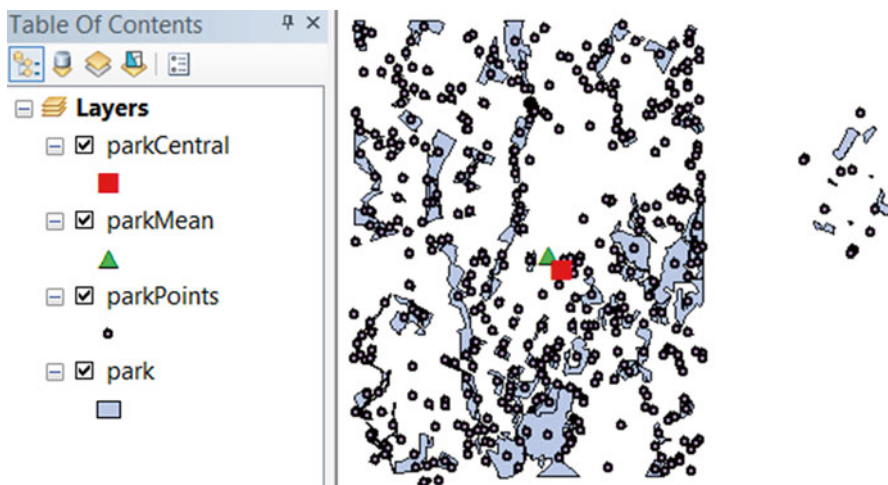 Table Of Contents
Layers
parkCentral
parkMean
parkPoints
park